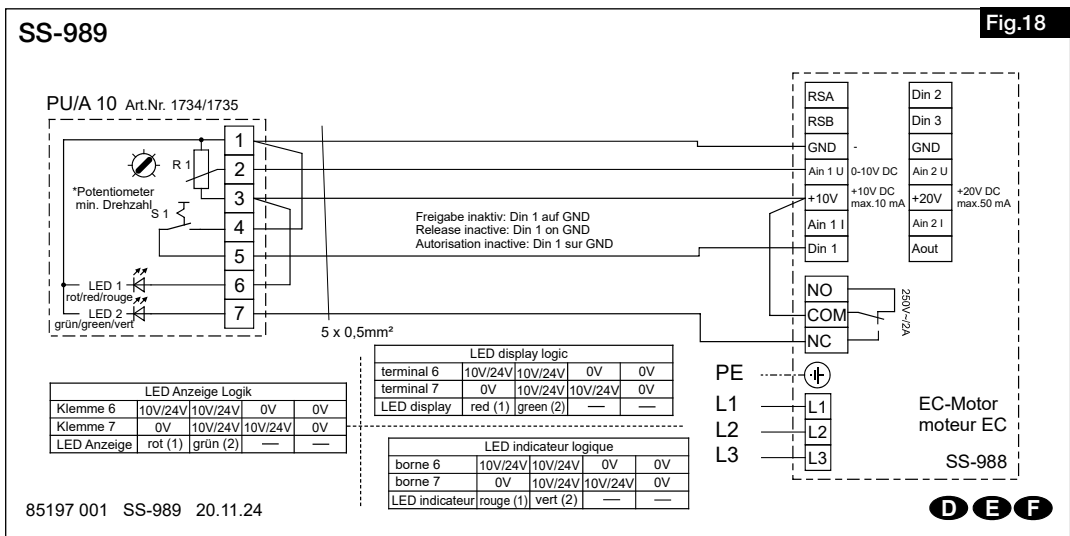 SS-989
Fig.18
PU/A 10 Art.Nr. 1734/1735
*Potentiometer
min. Drehzahl
R 1
S 1
LED 1
rot/red/rouge
LED 2
grün/green/vert
1
2
3
4
5
6
7
5 x 0,5mm²
Freigabe inaktiv: Din 1 auf GND
Release inactive: Din 1 on GND
Autorisation inactive: Din 1 sur GND
RSA
RSB
GND -
Ain 1 U 0-10V DC
+10V +10V DC
max.10 mA
Ain 1 I
Din 1
Din 2
Din 3
GND
Ain 2 U
+20V +20V DC
max.50 mA
Ain 2 I
Aout
NO
COM
NC
250V~/2A
PE
L1 L1
L2 L2
L3 L3
EC-Motor
moteur EC
SS-988
LED Anzeige Logik
Klemme 6 10V/24V 10V/24V 0V 0V
Klemme 7 0V 10V/24V 10V/24V 0V
LED Anzeige rot (1) grün (2) — —
LED display logic
terminal 6 10V/24V 10V/24V 0V 0V
terminal 7 0V 10V/24V 10V/24V 0V
LED display red (1) green (2) — —
LED indicateur logique
borne 6 10V/24V 10V/24V 0V 0V
borne 7 0V 10V/24V 10V/24V 0V
LED indicateur rouge (1) vert (2) — —
85197 001 SS-989 20.11.24
D E F